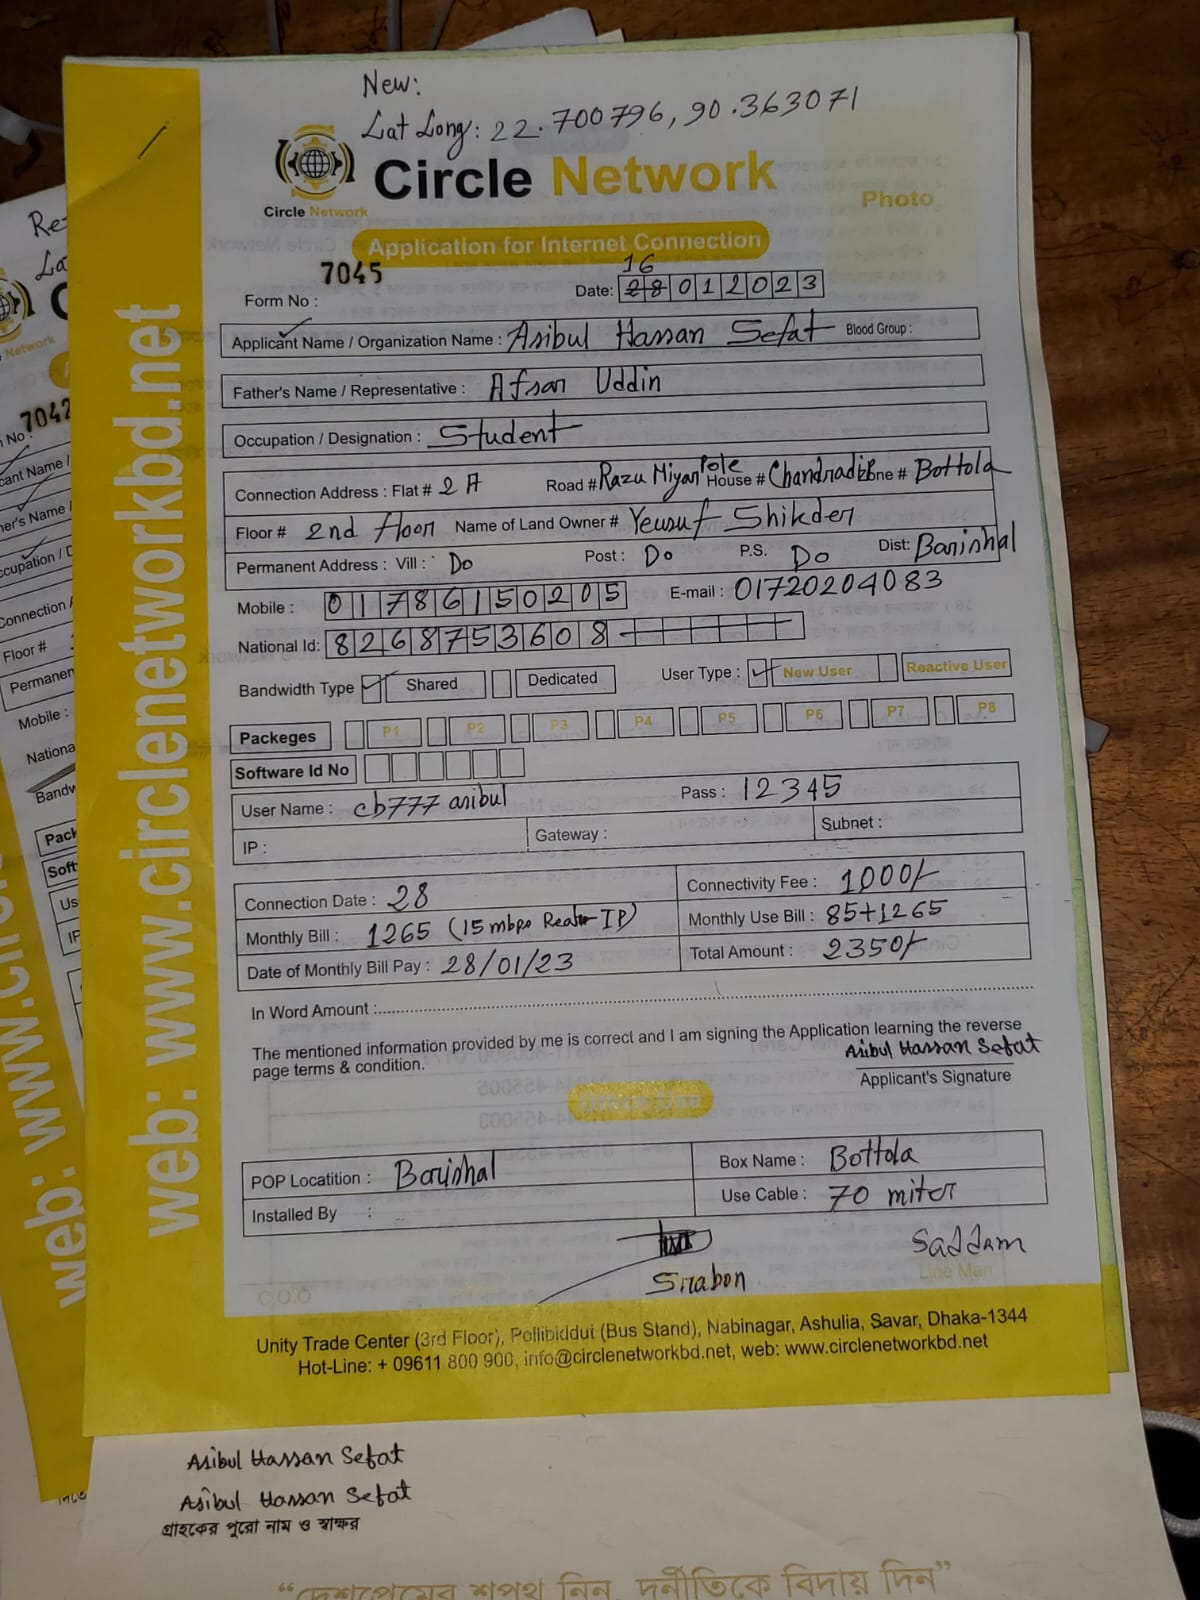 New:
Lat Long: 22.700796, 90.363071
Circle Network
Circle Network
Photo
Application for Internet Connection
7045
Form No :
16
Date: 28012023
Applicant Name / Organization Name : Asibul Hassan Sefat Blood Group :
Father's Name / Representative : Afsar Uddin
Occupation / Designation : Student
Connection Address : Flat # 2 A Road # Razu Miyar Pole House # Chandradip Zone # Bottola
Floor # 2nd floor Name of Land Owner # Yeusuf Shikder
Permanent Address : Vill : Do Post : Do P.S. Do Dist: Barishal
Mobile : 01786150205 E-mail : 01720204083
National Id: 8268753608
Bandwidth Type Shared Dedicated User Type : New User Reactive User
Packeges P1 P2 P3 P4 P5 P6 P7 P8
Software Id No
User Name : cb777 asibul Pass : 12345
IP : Gateway : Subnet :
Connection Date : 28 Connectivity Fee : 1000/-
Monthly Bill : 1265 (15 mbps IP) Monthly Use Bill : 85+1265
Date of Monthly Bill Pay : 28/01/23 Total Amount : 2350/-
In Word Amount :
The mentioned information provided by me is correct and I am signing the Application learning the reverse
page terms & condition.
Asibul Hassan Sefat
Applicant's Signature
POP Locatition : Barishal Box Name : Bottola
Installed By : Use Cable : 70 miter
Srabon
Saddam
C.O.O
Line Man
Unity Trade Center (3rd Floor), Pollibiddut (Bus Stand), Nabinagar, Ashulia, Savar, Dhaka-1344
Hot-Line: + 09611 800 900, info@circlenetworkbd.net, web: www.circlenetworkbd.net
web: www.circlenetworkbd.net
Asibul Hassan Sefat
Asibul Hassan Sefat
গ্রাহকের পুরো নাম ও স্বাক্ষর
“দেশপ্রেমের শপথ নিন, দুর্নীতিকে বিদায় দিন”
7042